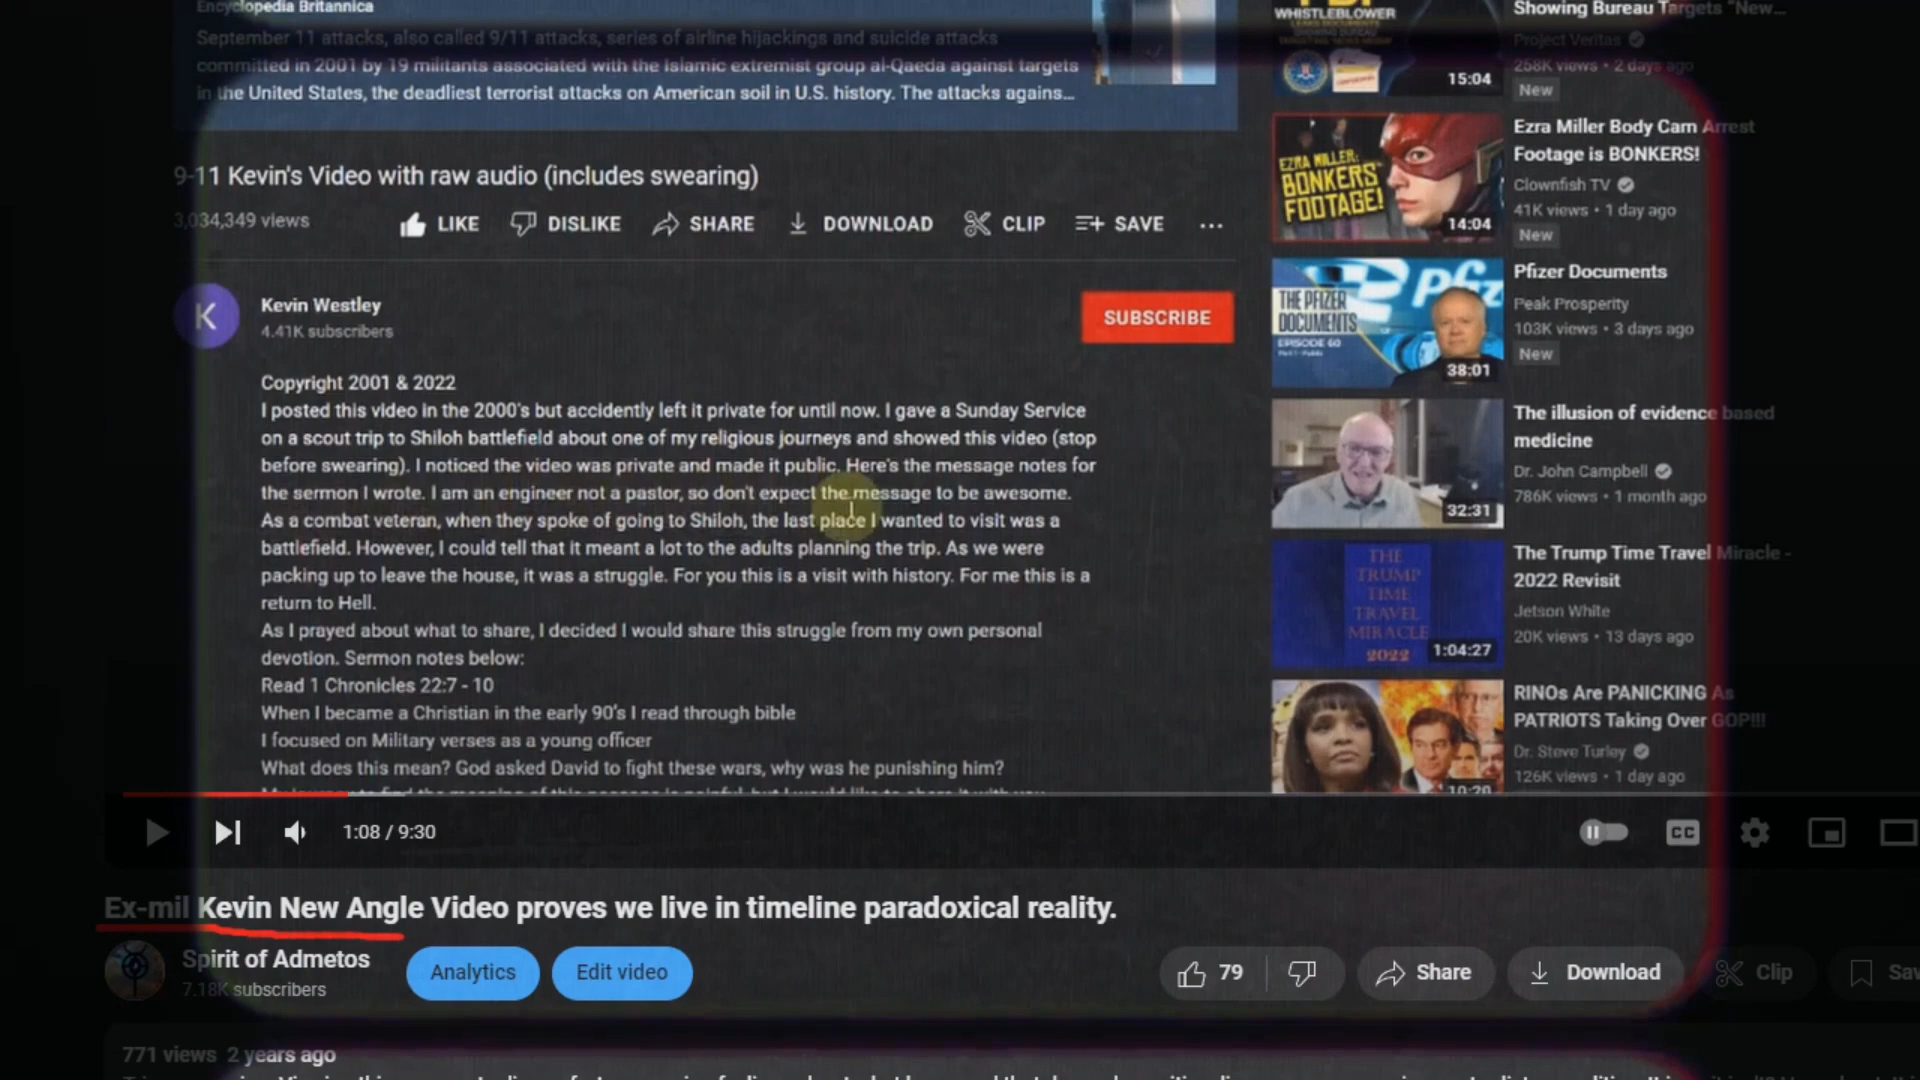 Encyclopedia Britannica
September 11 attacks, also called 9/11 attacks, series of airline hijackings and suicide attacks
committed in 2001 by 19 militants associated with the Islamic extremist group al-Qaeda against targets
in the United States, the deadliest terrorist attacks on American soil in U.S. history. The attacks agains...
9-11 Kevin's Video with raw audio (includes swearing)
3,034,349 views
LIKE
DISLIKE
SHARE
DOWNLOAD
CLIP
SAVE
...
K
Kevin Westley
4.41K subscribers
SUBSCRIBE
Copyright 2001 & 2022
I posted this video in the 2000's but accidently left it private for until now. I gave a Sunday Service
on a scout trip to Shiloh battlefield about one of my religious journeys and showed this video (stop
before swearing). I noticed the video was private and made it public. Here's the message notes for
the sermon I wrote. I am an engineer not a pastor, so don't expect the message to be awesome.
As a combat veteran, when they spoke of going to Shiloh, the last place I wanted to visit was a
battlefield. However, I could tell that it meant a lot to the adults planning the trip. As we were
packing up to leave the house, it was a struggle. For you this is a visit with history. For me this is a
return to Hell.
As I prayed about what to share, I decided I would share this struggle from my own personal
devotion. Sermon notes below:
Read 1 Chronicles 22:7 - 10
When I became a Christian in the early 90's I read through bible
I focused on Military verses as a young officer
What does this mean? God asked David to fight these wars, why was he punishing him?
WHISTLEBLOWER
15:04
Showing Bureau Targets "New...
Project Veritas
258K views • 2 days ago
New
EZRA MILLER:
BONKERS
FOOTAGE!
14:04
Ezra Miller Body Cam Arrest
Footage is BONKERS!
Clownfish TV
41K views • 1 day ago
New
Pfizer
THE PFIZER
DOCUMENTS
EPISODE 60
38:01
Pfizer Documents
Peak Prosperity
103K views • 3 days ago
New
32:31
The illusion of evidence based
medicine
Dr. John Campbell
786K views • 1 month ago
THE
TRUMP
TIME
TRAVEL
MIRACLE
2022
1:04:27
The Trump Time Travel Miracle -
2022 Revisit
Jetson White
20K views • 13 days ago
10:20
RINOs Are PANICKING As
PATRIOTS Taking Over GOP!!!
Dr. Steve Turley
126K views • 1 day ago
1:08 / 9:30
CC
Ex-mil Kevin New Angle Video proves we live in timeline paradoxical reality.
Spirit of Admetos
7.18K subscribers
Analytics
Edit video
79
Share
Download
Clip
Sav
771 views 2 years ago